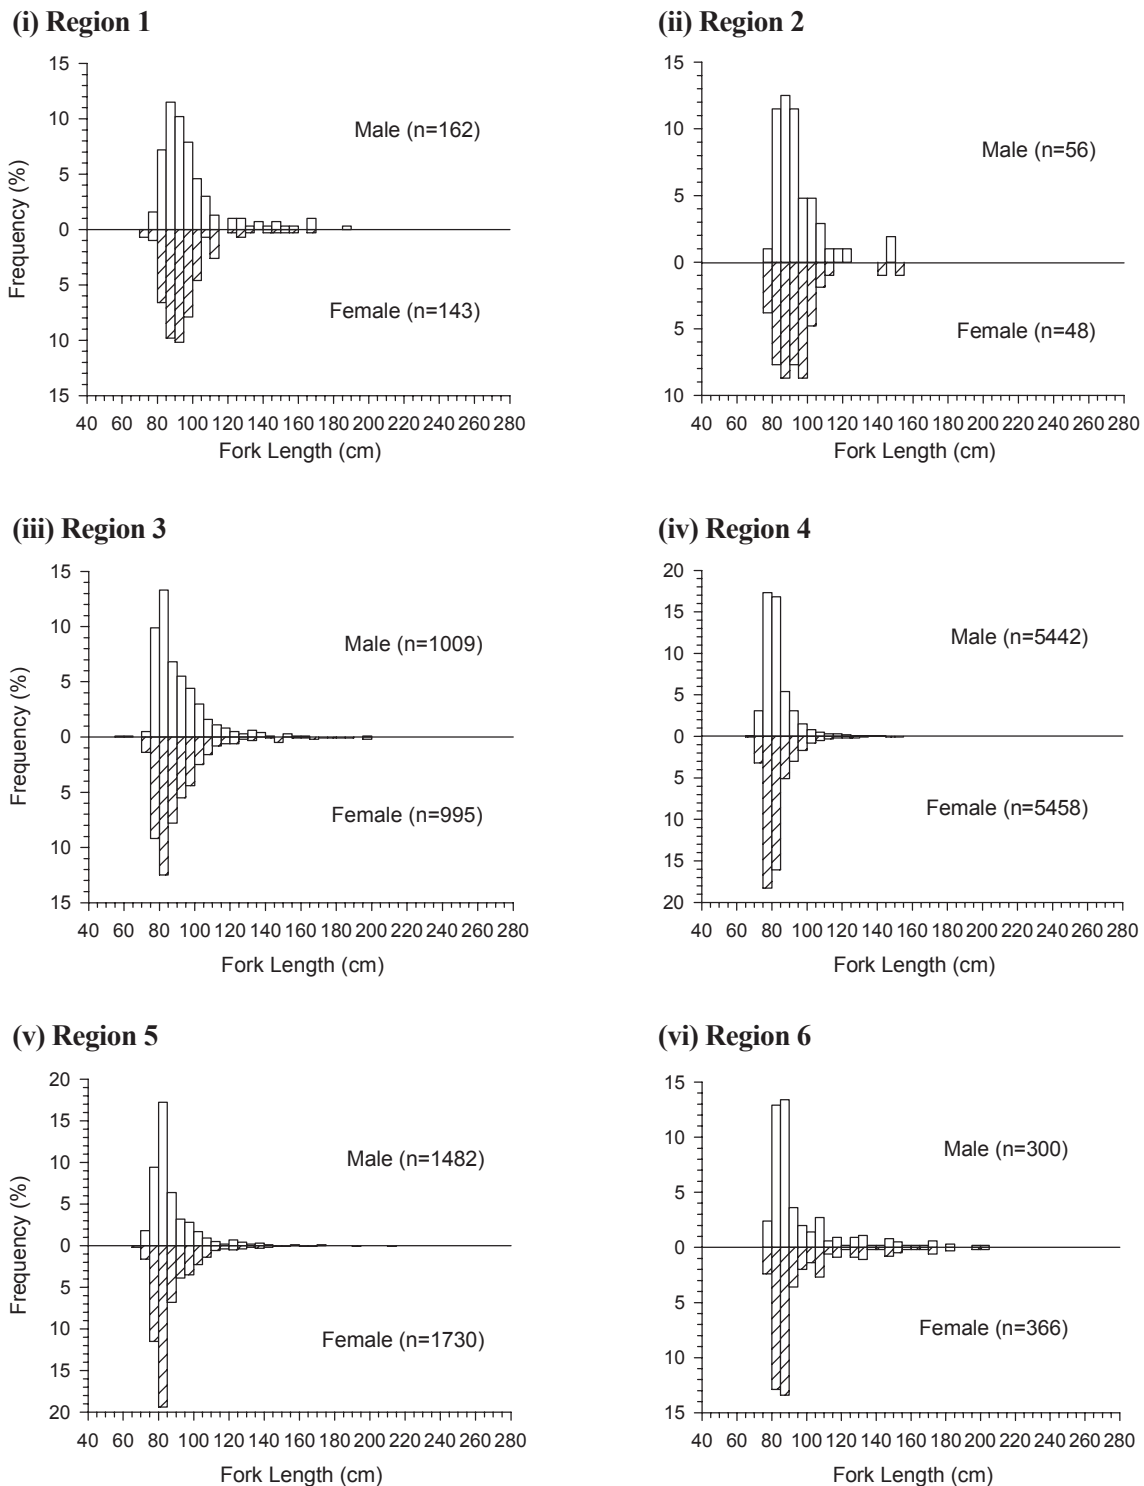 (i) Region 1
15
10
5
0
5
10
15
Frequency (%)
Male (n=162)
Female (n=143)
40 60 80 100 120 140 160 180 200 220 240 260 280
Fork Length (cm)
(ii) Region 2
15
10
5
0
5
10
Male (n=56)
Female (n=48)
40 60 80 100 120 140 160 180 200 220 240 260 280
Fork Length (cm)
(iii) Region 3
15
10
5
0
5
10
15
Frequency (%)
Male (n=1009)
Female (n=995)
40 60 80 100 120 140 160 180 200 220 240 260 280
Fork Length (cm)
(iv) Region 4
20
15
10
5
0
5
10
15
20
Male (n=5442)
Female (n=5458)
40 60 80 100 120 140 160 180 200 220 240 260 280
Fork Length (cm)
(v) Region 5
20
15
10
5
0
5
10
15
20
Frequency (%)
Male (n=1482)
Female (n=1730)
40 60 80 100 120 140 160 180 200 220 240 260 280
Fork Length (cm)
(vi) Region 6
15
10
5
0
5
10
15
Male (n=300)
Female (n=366)
40 60 80 100 120 140 160 180 200 220 240 260 280
Fork Length (cm)